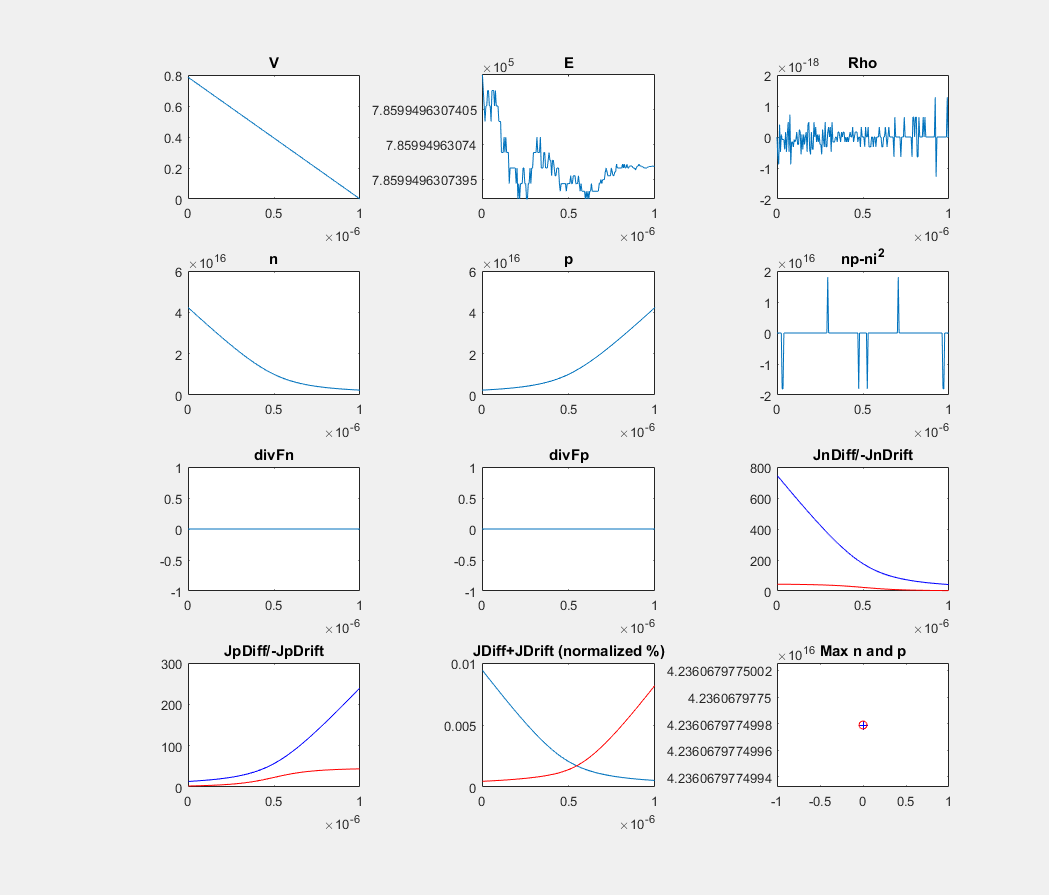 V
0.8
0.6
0.4
0.2
0
0 0.5 1
×10-6
E
×10^5
7.8599496307405
7.85994963074
7.8599496307395
0 0.5 1
×10-6
Rho
×10-18
2
1
0
-1
-2
0 0.5 1
×10-6
n
×10^16
6
4
2
0
0 0.5 1
×10-6
p
×10^16
6
4
2
0
0 0.5 1
×10-6
np-ni²
×10^16
2
1
0
-1
-2
0 0.5 1
×10-6
divFn
1
0.5
0
-0.5
-1
0 0.5 1
×10-6
divFp
1
0.5
0
-0.5
-1
0 0.5 1
×10-6
JnDiff/-JnDrift
800
600
400
200
0
0 0.5 1
×10-6
JpDiff/-JpDrift
300
200
100
0
0 0.5 1
×10-6
JDiff+JDrift (normalized %)
0.01
0.005
0
0 0.5 1
×10-6
Max n and p
×10^16
4.2360679775002
4.2360679775
4.2360679774998
4.2360679774996
4.2360679774994
-1 -0.5 0 0.5 1